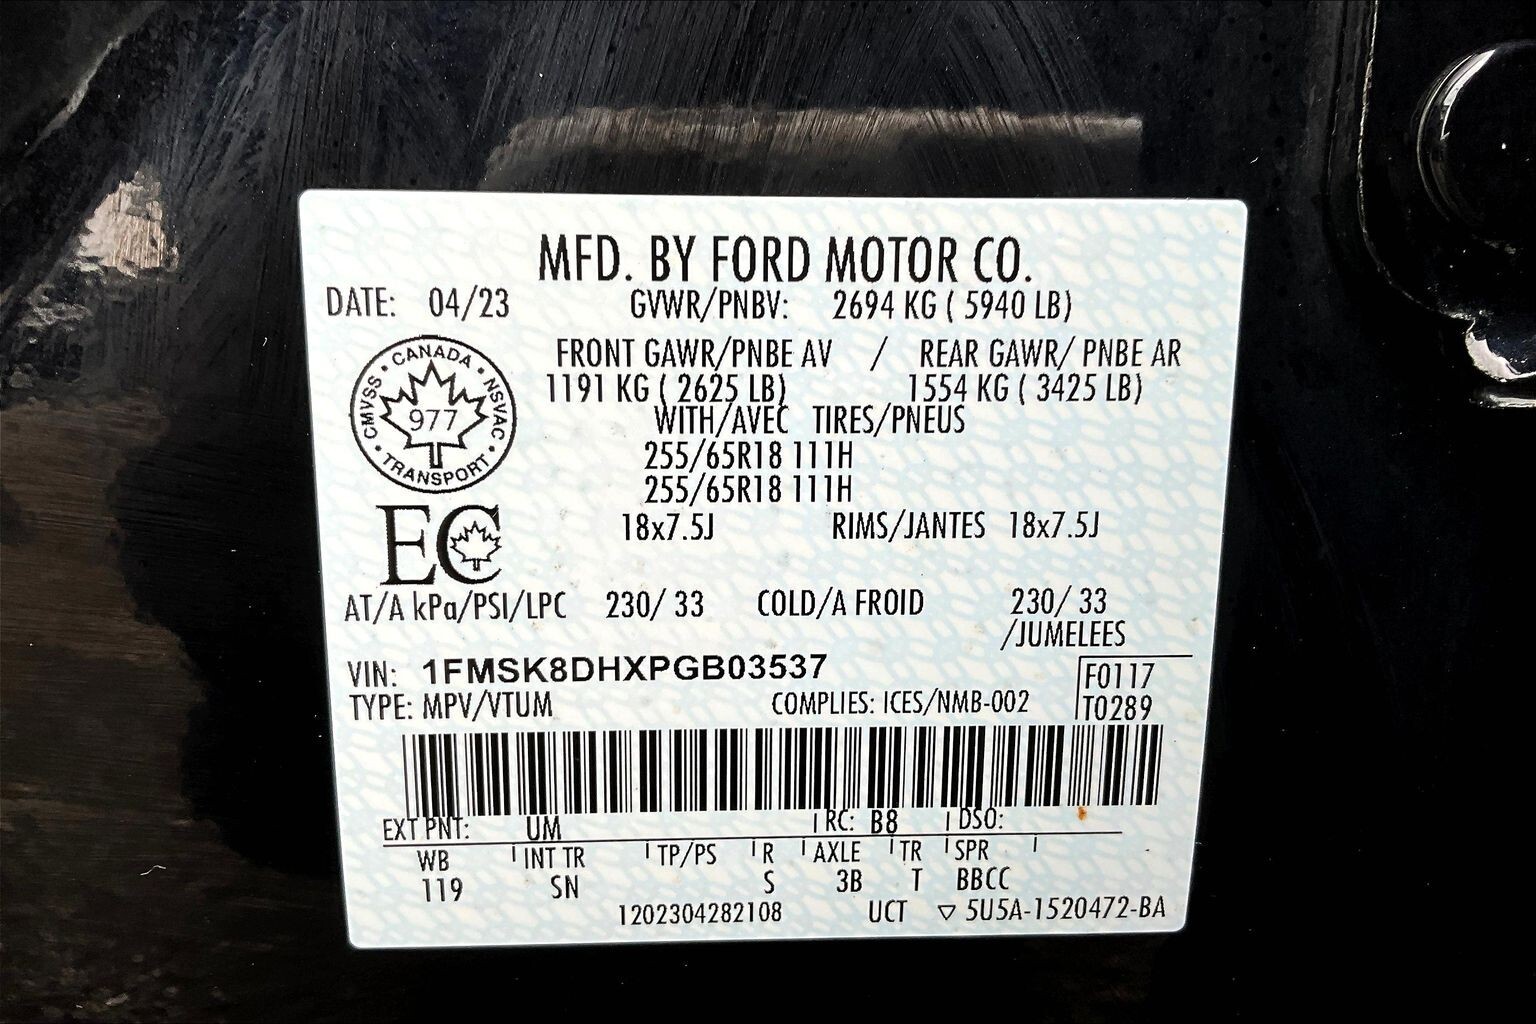 MFD. BY FORD MOTOR CO.
DATE: 04/23 GVWR/PNBV: 2694 KG ( 5940 LB)
FRONT GAWR/PNBE AV / REAR GAWR/ PNBE AR
1191 KG ( 2625 LB) 1554 KG ( 3425 LB)
WITH/AVEC TIRES/PNEUS
255/65R18 111H
255/65R18 111H
18x7.5J RIMS/JANTES 18x7.5J
CANADA
CMVSS • NSVAC
977
TRANSPORT
EC
AT/A kPa/PSI/LPC 230/ 33 COLD/A FROID 230/ 33
/JUMELEES
VIN: 1FMSK8DHXPGB03537 F0117
TYPE: MPV/VTUM COMPLIES: ICES/NMB-002 T0289
EXT PNT: UM RC: B8 DSO:
WB INT TR TP/PS R AXLE TR SPR
119 SN S 3B T BBCC
1202304282108 UCT ▽ 5U5A-1520472-BA